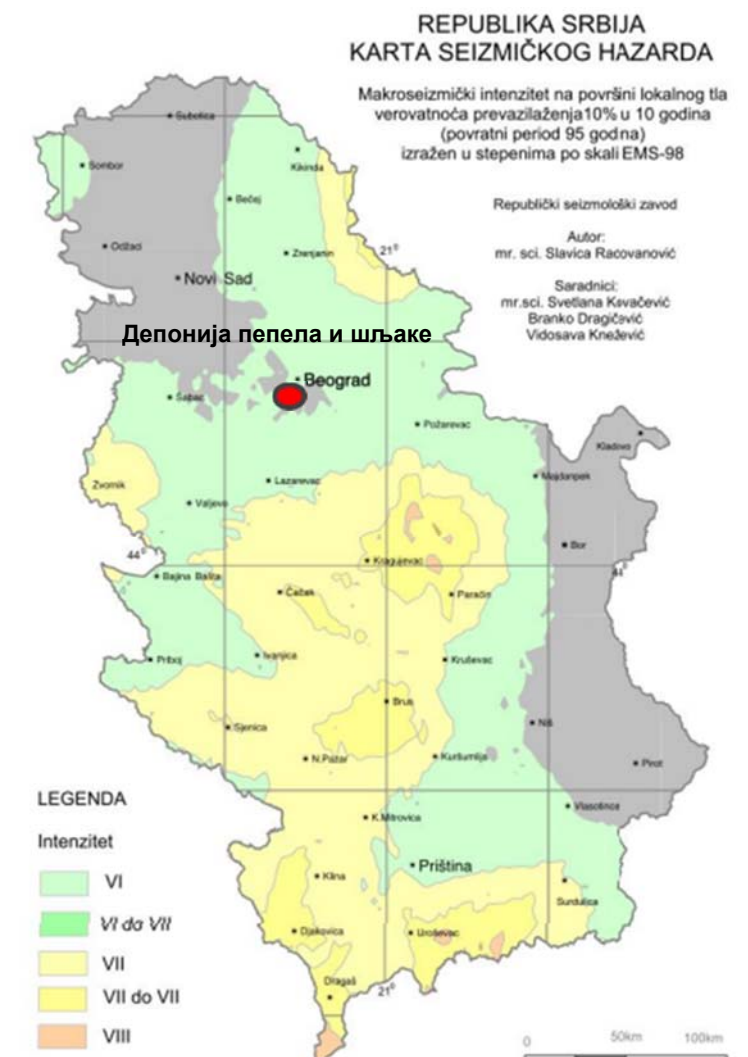 REPUBLIKA SRBIJA
KARTA SEIZMIČKOG HAZARDA
Makroseizmički intenzitet na površini lokalnog tla
verovatnoća prevazilaženja10% u 10 godina
(povratni period 95 godna)
izražen u stepenima po skali EMS-98
Republički seizmološki zavod
Autor:
mr. sci. Slavica Racovanović
Saradnici:
mr.sci. Svetlana Kovačević
Branko Dragičević
Vidosava Knežević
Subotica
Sombor
Kikinda
Bečej
Odžaci
Zrenjanin
21°
Novi Sad
Депонија пепела и шљаке
Beograd
Šabac
Požarevac
Kladovo
Zvornik
Lazarevac
Majdanpek
Valjevo
44°
Bor
Kragujevac
Bajina Bašta
Čačak
Paraćin
Priboj
Ivanjica
Kruševac
Brus
Sjenica
Niš
N.Pazar
Kuršumlija
Pirot
Vlasotince
K.Mitrovica
Priština
Klina
Surdulica
Djakovica
Uroševac
Dragaš
21°
LEGENDA
Intenzitet
VI
VI do VII
VII
VII do VII
VIII
0 50km 100km